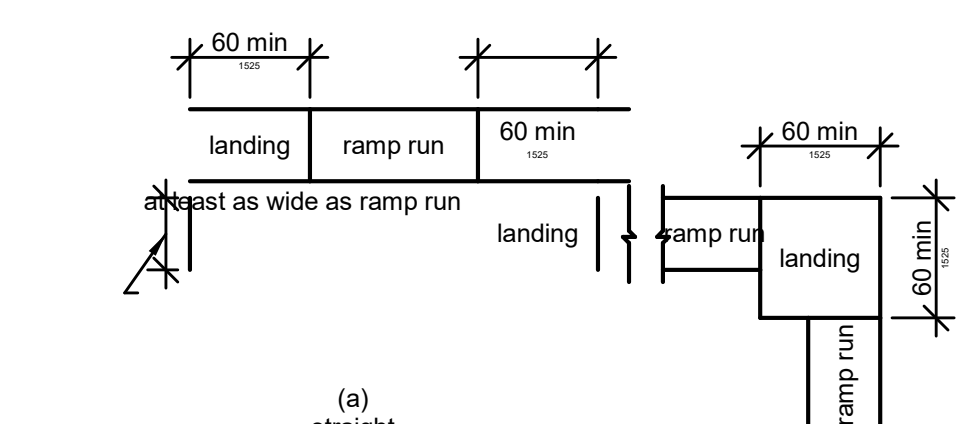 60 min
1525
landing
ramp run
60 min
1525
at least as wide as ramp run
landing
60 min
1525
ramp run
landing
60 min
1525
ramp run
(a)
straight